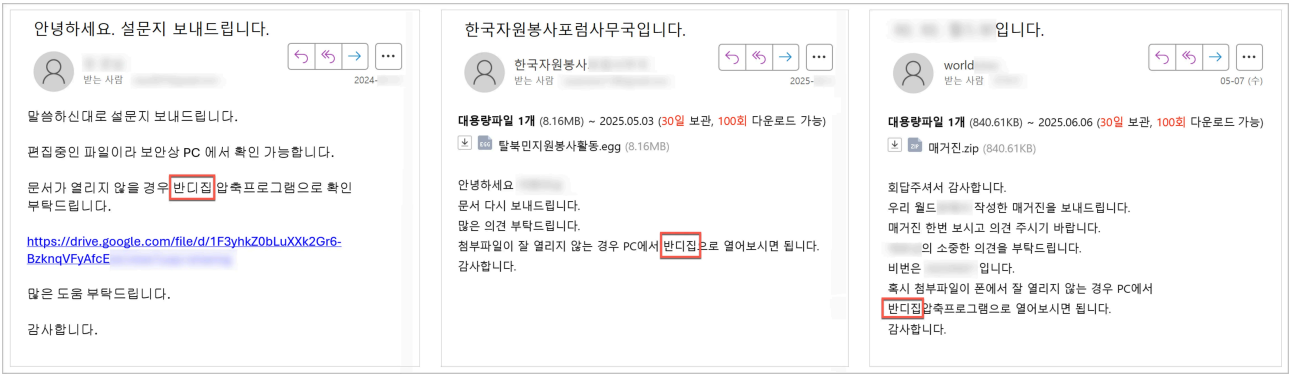 안녕하세요. 설문지 보내드립니다.
받는 사람
2024-
말씀하신대로 설문지 보내드립니다.
편집중인 파일이라 보안상 PC 에서 확인 가능합니다.
문서가 열리지 않을 경우 반디집 압축프로그램으로 확인
부탁드립니다.
https://drive.google.com/file/d/1F3yhkZ0bLuXXk2Gr6-
BzknqVFyAfcE
많은 도움 부탁드립니다.
감사합니다.
한국자원봉사포럼사무국입니다.
한국자원봉사
받는 사람
2025-
대용량파일 1개 (8.16MB) ~ 2025.05.03 (30일 보관, 100회 다운로드 가능)
EGG 탈북민지원봉사활동.egg (8.16MB)
안녕하세요
문서 다시 보내드립니다.
많은 의견 부탁드립니다.
첨부파일이 잘 열리지 않는 경우 PC에서 반디집으로 열어보시면 됩니다.
감사합니다.
입니다.
world
받는 사람
05-07 (수)
대용량파일 1개 (840.61KB) ~ 2025.06.06 (30일 보관, 100회 다운로드 가능)
ZIP 매거진.zip (840.61KB)
회답주셔서 감사합니다.
우리 월드 작성한 매거진을 보내드립니다.
매거진 한번 보시고 의견 주시기 바랍니다.
의 소중한 의견을 부탁드립니다.
비번은 입니다.
혹시 첨부파일이 폰에서 잘 열리지 않는 경우 PC에서
반디집압축프로그램으로 열어보시면 됩니다.
감사합니다.